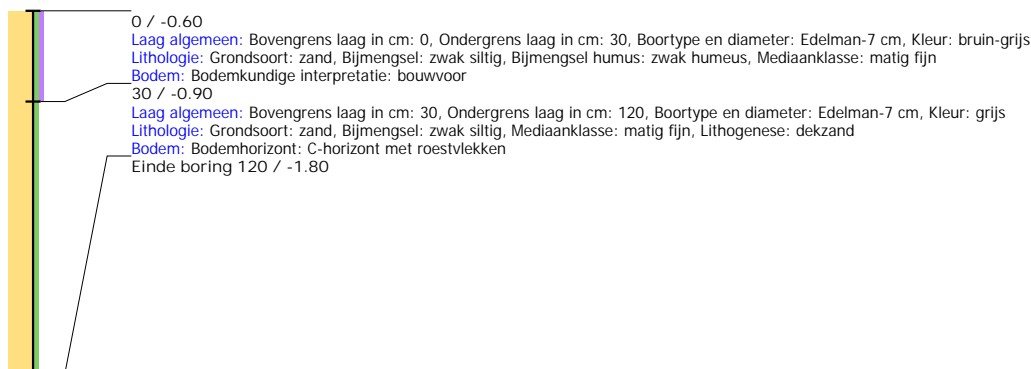 0 / -0.60
Laag algemeen: Bovengrens laag in cm: 0, Ondergrens laag in cm: 30, Boortype en diameter: Edelman-7 cm, Kleur: bruin-grijs
Lithologie: Grondsoort: zand, Bijmengsel: zwak siltig, Bijmengsel humus: zwak humeus, Mediaanklasse: matig fijn
Bodem: Bodemkundige interpretatie: bouwvoor
30 / -0.90
Laag algemeen: Bovengrens laag in cm: 30, Ondergrens laag in cm: 120, Boortype en diameter: Edelman-7 cm, Kleur: grijs
Lithologie: Grondsoort: zand, Bijmengsel: zwak siltig, Mediaanklasse: matig fijn, Lithogenese: dekzand
Bodem: Bodemhorizont: C-horizont met roestvlekken
Einde boring 120 / -1.80